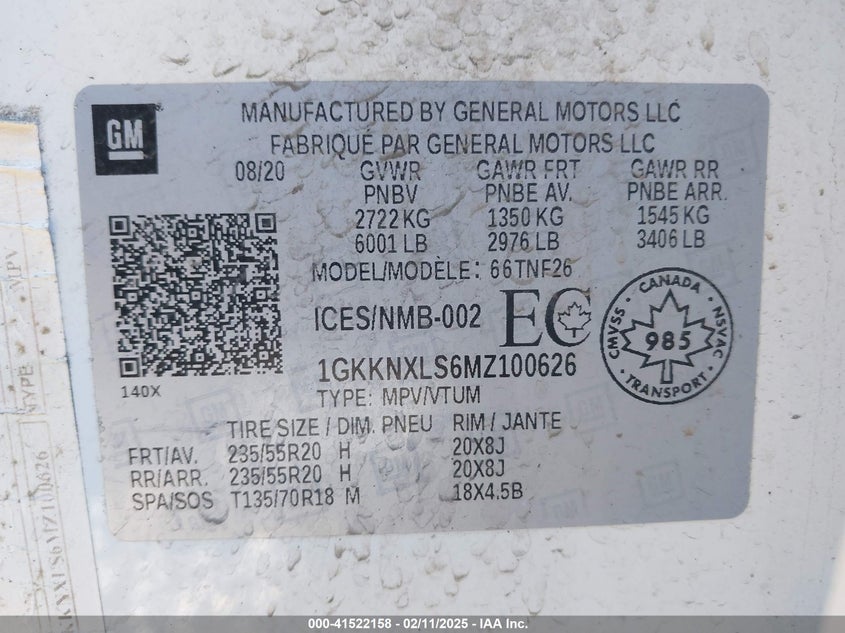 GM
MANUFACTURED BY GENERAL MOTORS LLC
FABRIQUÉ PAR GENERAL MOTORS LLC
08/20 GVWR GAWR FRT GAWR RR
PNBV PNBE AV. PNBE ARR.
2722 KG 1350 KG 1545 KG
6001 LB 2976 LB 3406 LB
MODEL/MODÈLE: 66TNF26
ICES/NMB-002 EC
CANADA
CMVSS 985 NSVAC
TRANSPORT
1GKKNXLS6MZ100626
140X
TYPE: MPV/VTUM
TIRE SIZE / DIM. PNEU RIM / JANTE
FRT/AV. 235/55R20 H 20X8J
RR/ARR. 235/55R20 H 20X8J
SPA/SOS T135/70R18 M 18X4.5B
TYPE MPV
000-41522158 - 02/11/2025 - IAA Inc.